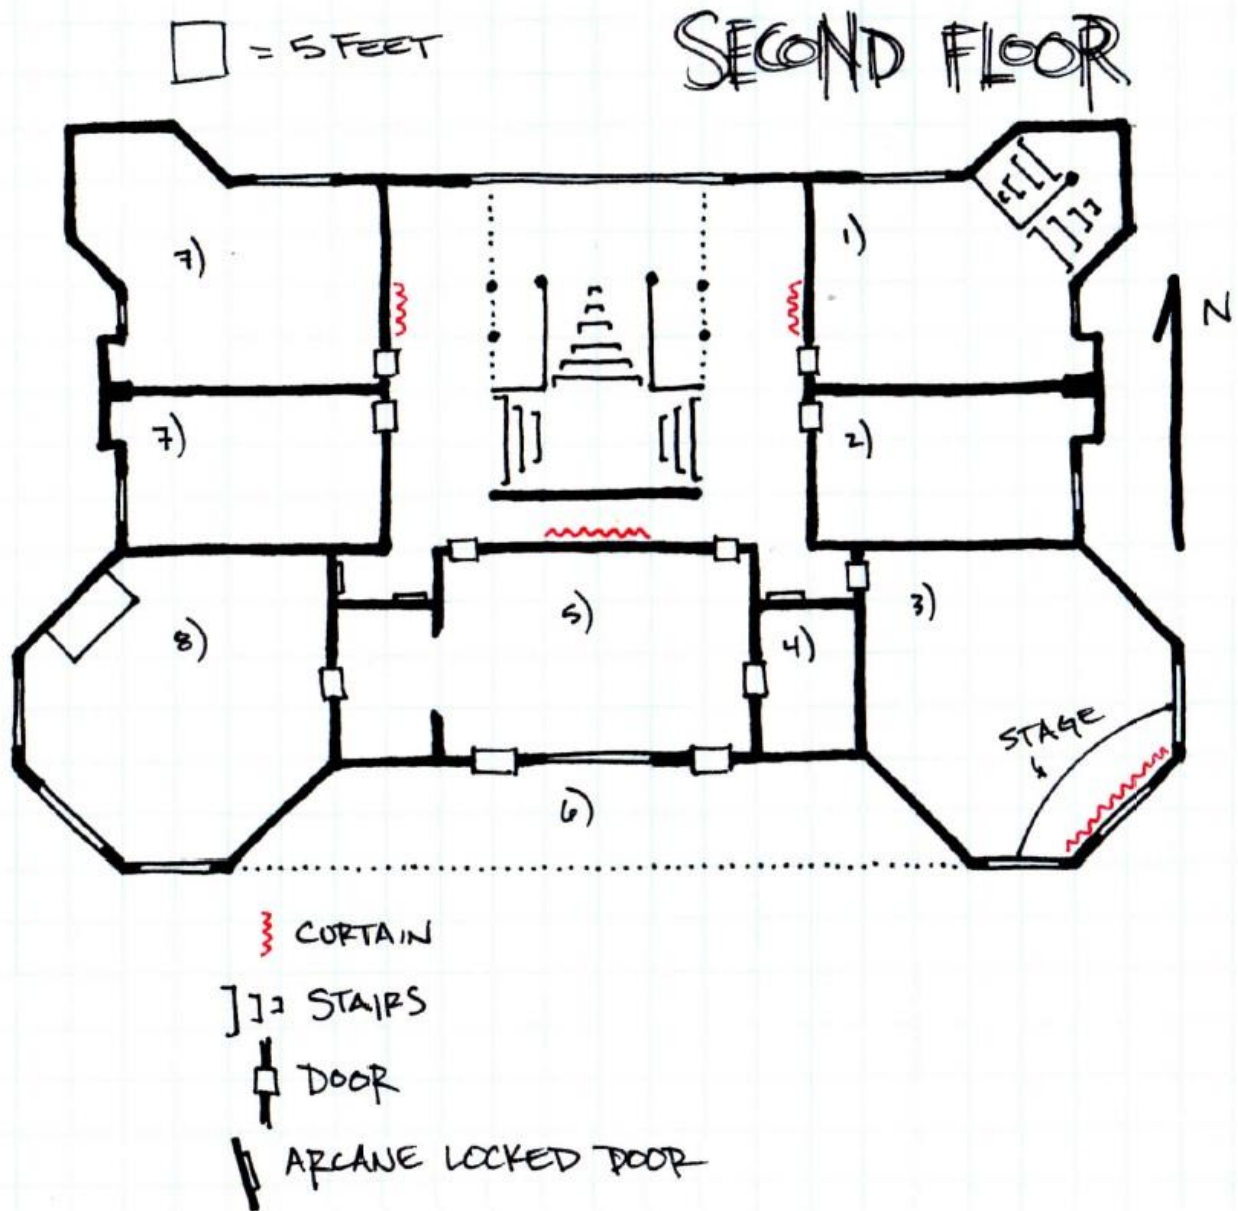 = 5 FEET
SECOND FLOOR
1)
7)
N
7)
2)
3)
5)
4)
8)
STAGE
6)
CURTAIN
STAIRS
DOOR
ARCANE LOCKED DOOR